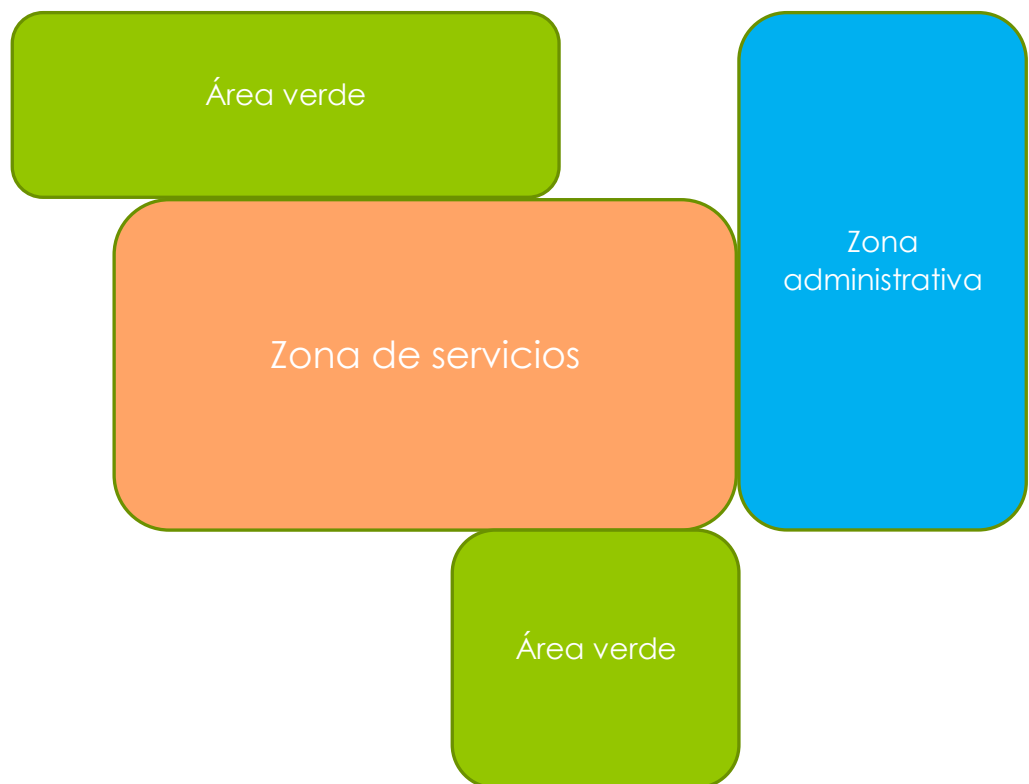 Área verde
Zona
administrativa
Zona de servicios
Área verde